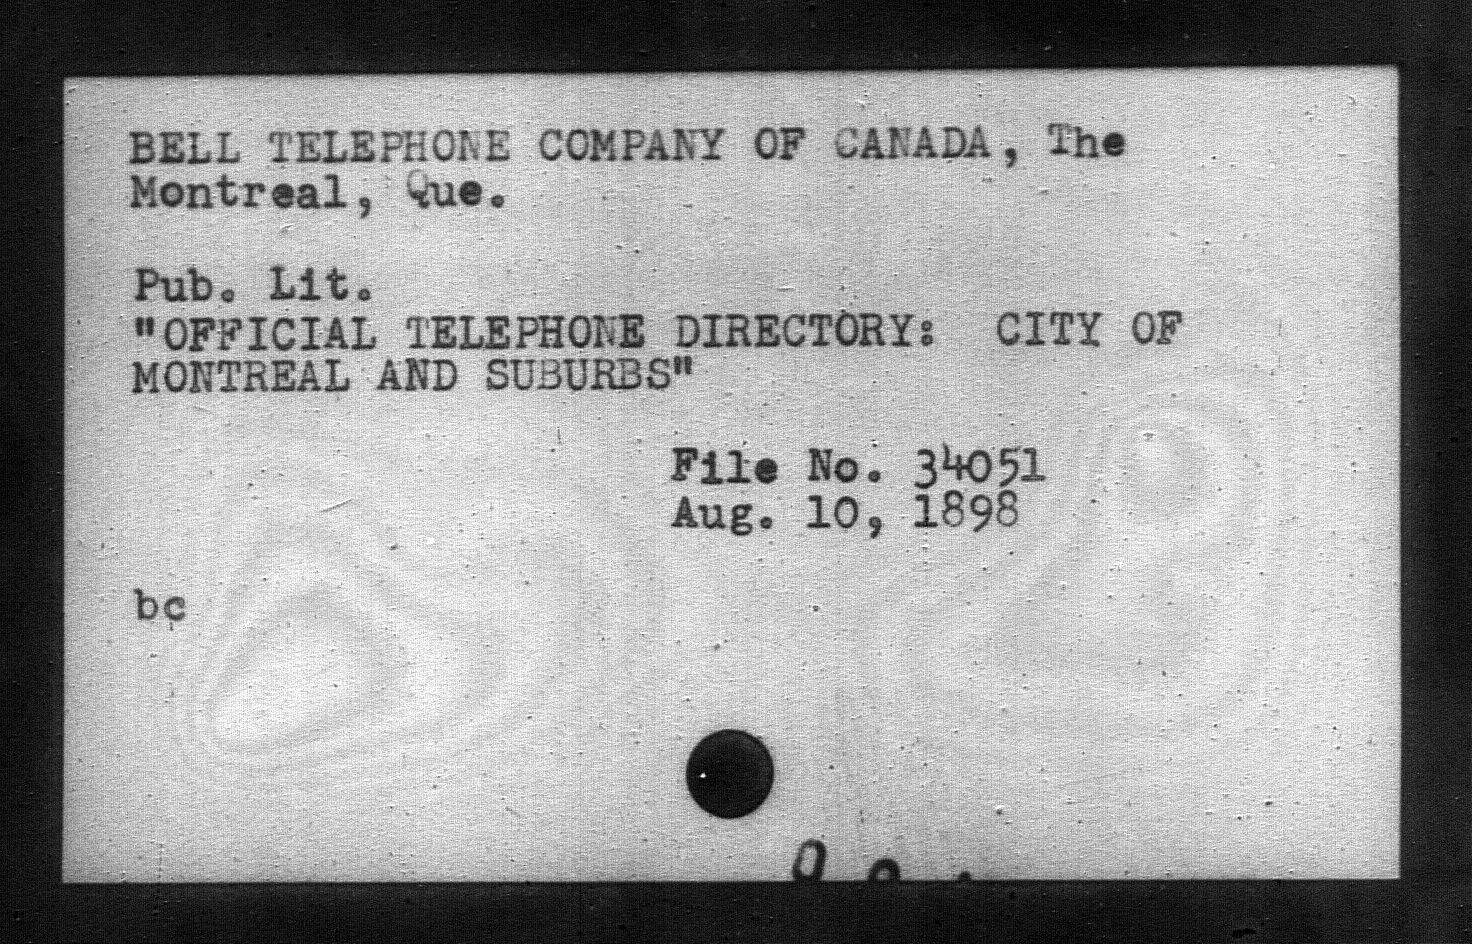 BELL TELEPHONE COMPANY OF CANADA, The
Montreal, Que.
Pub. Lit.
"OFFICIAL TELEPHONE DIRECTORY: CITY OF
MONTREAL AND SUBURBS"
File No. 34051
Aug. 10, 1898
bc